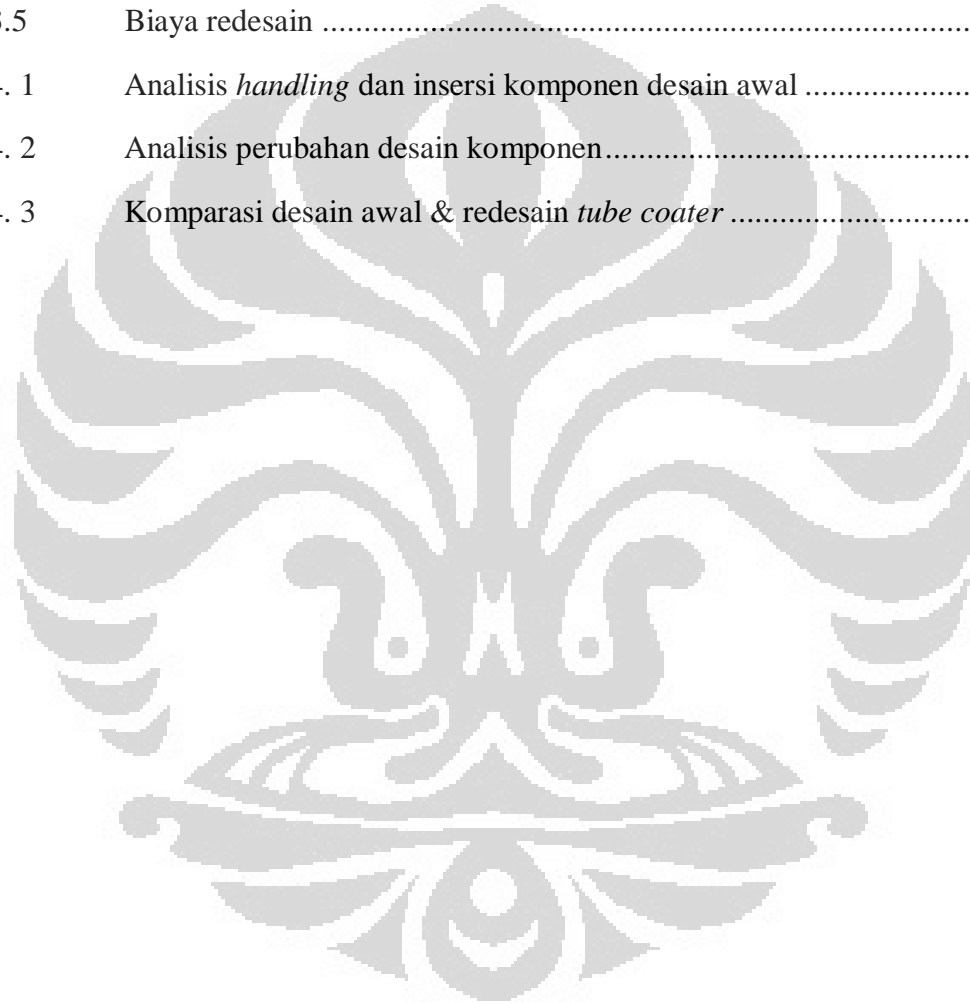 .5 Biaya redesain ..............................................................................
. 1 Analisis handling dan insersi komponen desain awal ....................
. 2 Analisis perubahan desain komponen............................................
. 3 Komparasi desain awal & redesain tube coater .............................